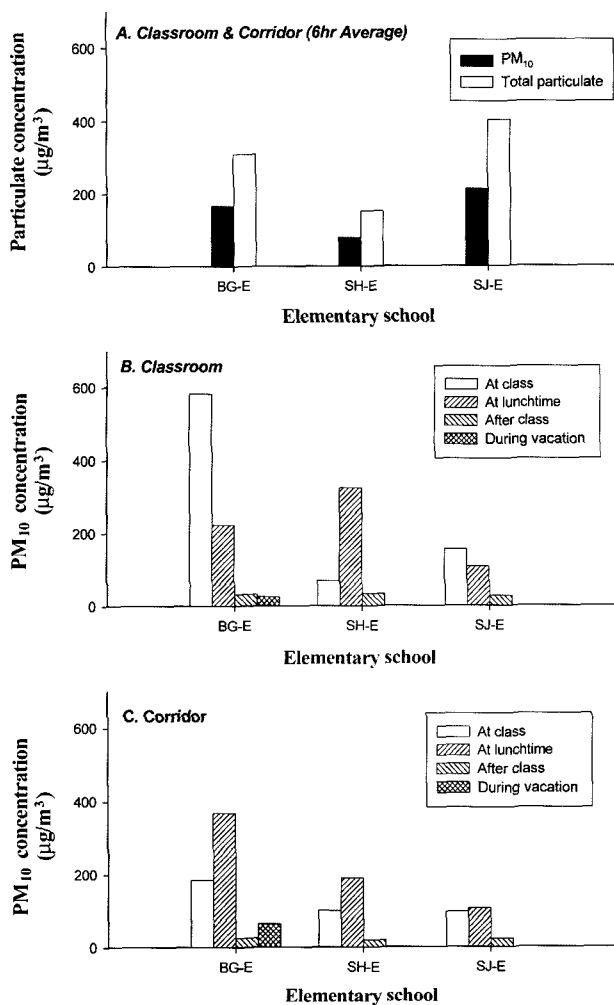 A. Classroom & Corridor (6hr Average)
PM₁₀
Total particulate
Particulate concentration
(µg/m³)
600
400
200
0
BG-E
SH-E
SJ-E
Elementary school
B. Classroom
At class
At lunchtime
After class
During vacation
PM₁₀ concentration
(µg/m³)
600
400
200
0
BG-E
SH-E
SJ-E
Elementary school
C. Corridor
At class
At lunchtime
After class
During vacation
PM₁₀ concentration
(µg/m³)
600
400
200
0
BG-E
SH-E
SJ-E
Elementary school